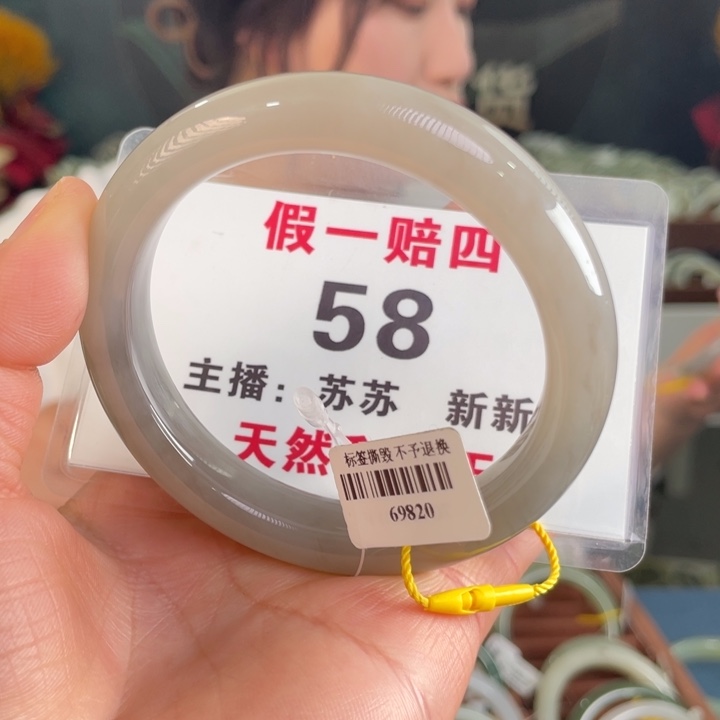 货
假一赔四
58
主播：苏苏 新新
天然
标签撕毁不予退换
69820